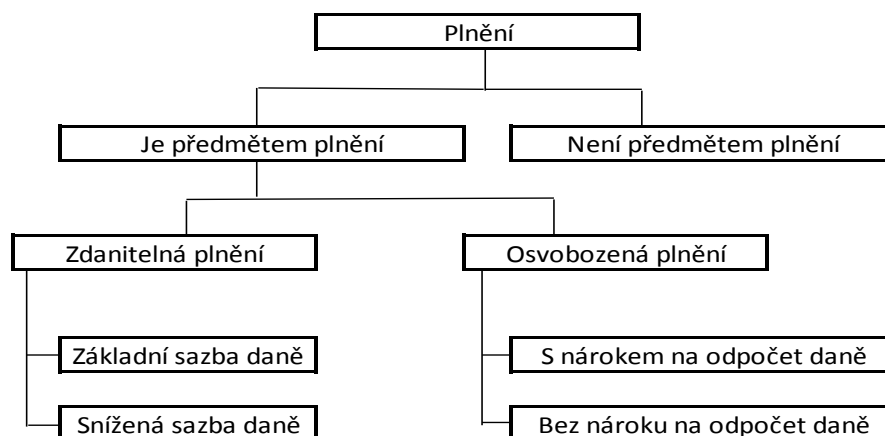 Plnění
Je předmětem plnění
Není předmětem plnění
Zdanitelná plnění
Osvobozená plnění
Základní sazba daně
S nárokem na odpočet daně
Snížená sazba daně
Bez nároku na odpočet daně